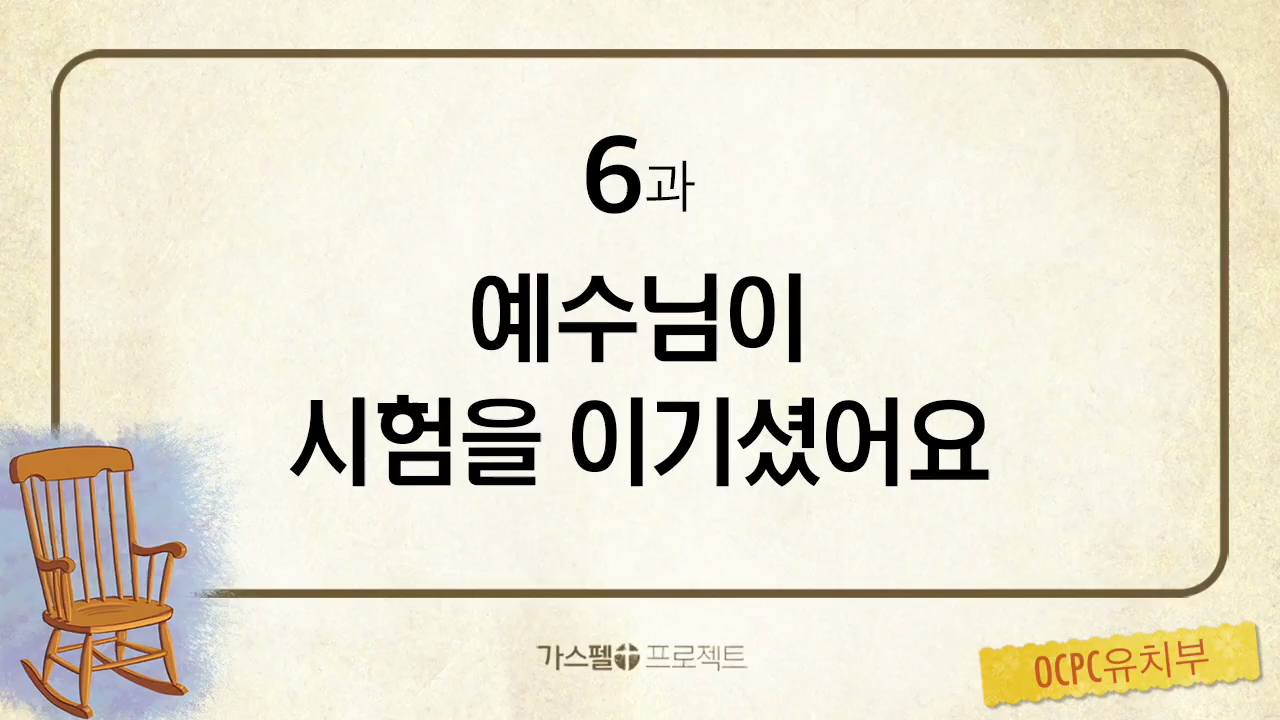 6과
예수님이
시험을 이기셨어요
가스펠 프로젝트
OCPC유치부